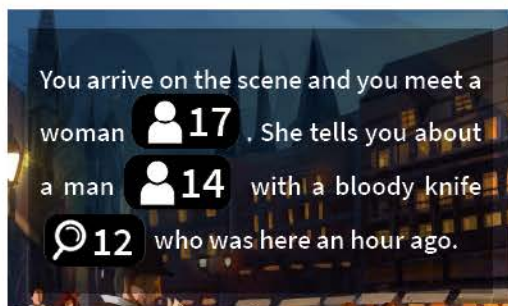 You arrive on the scene and you meet a
woman 17 . She tells you about
a man 14 with a bloody knife
12 who was here an hour ago.